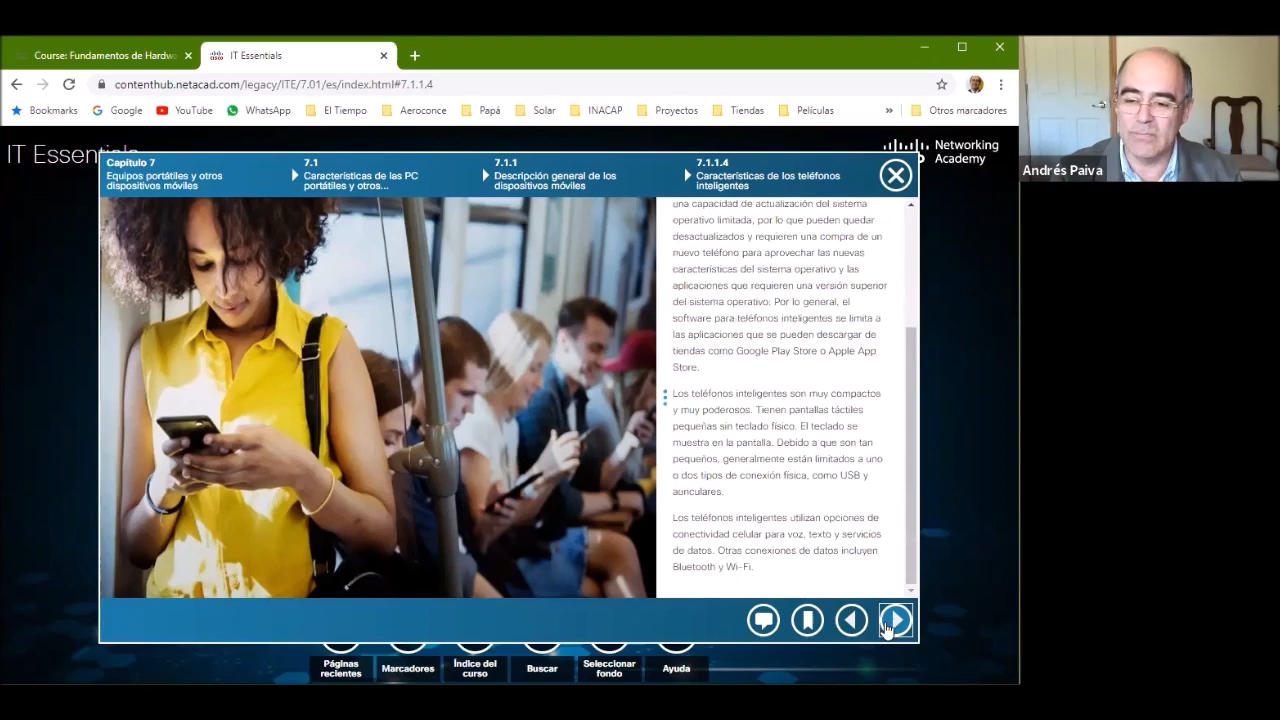 Course: Fundamentos de Hardw
IT Essentials
contenthub.netacad.com/legacy/ITE/7.01/es/index.html#7.1.1.4
Bookmarks
Google
YouTube
WhatsApp
El Tiempo
Aeroconce
Papá
Solar
INACAP
Proyectos
Tiendas
Películas
»
Otros marcadores
IT Essentials
Networking
Academy
Andrés Paiva
Capítulo 7
Equipos portátiles y otros
dispositivos móviles
7.1
Características de las PC
portátiles y otros...
7.1.1
Descripción general de los
dispositivos móviles
7.1.1.4
Características de los teléfonos
inteligentes
una capacidad de actualización del sistema
operativo limitada, por lo que pueden quedar
desactualizados y requieren una compra de un
nuevo teléfono para aprovechar las nuevas
características del sistema operativo y las
aplicaciones que requieren una versión superior
del sistema operativo. Por lo general, el
software para teléfonos inteligentes se limita a
las aplicaciones que se pueden descargar de
tiendas como Google Play Store o Apple App
Store.
Los teléfonos inteligentes son muy compactos
y muy poderosos. Tienen pantallas táctiles
pequeñas sin teclado físico. El teclado se
muestra en la pantalla. Debido a que son tan
pequeños, generalmente están limitados a uno
o dos tipos de conexión física, como USB y
auriculares.
Los teléfonos inteligentes utilizan opciones de
conectividad celular para voz, texto y servicios
de datos. Otras conexiones de datos incluyen
Bluetooth y Wi-Fi.
Páginas
recientes
Marcadores
Índice del
curso
Buscar
Seleccionar
fondo
Ayuda